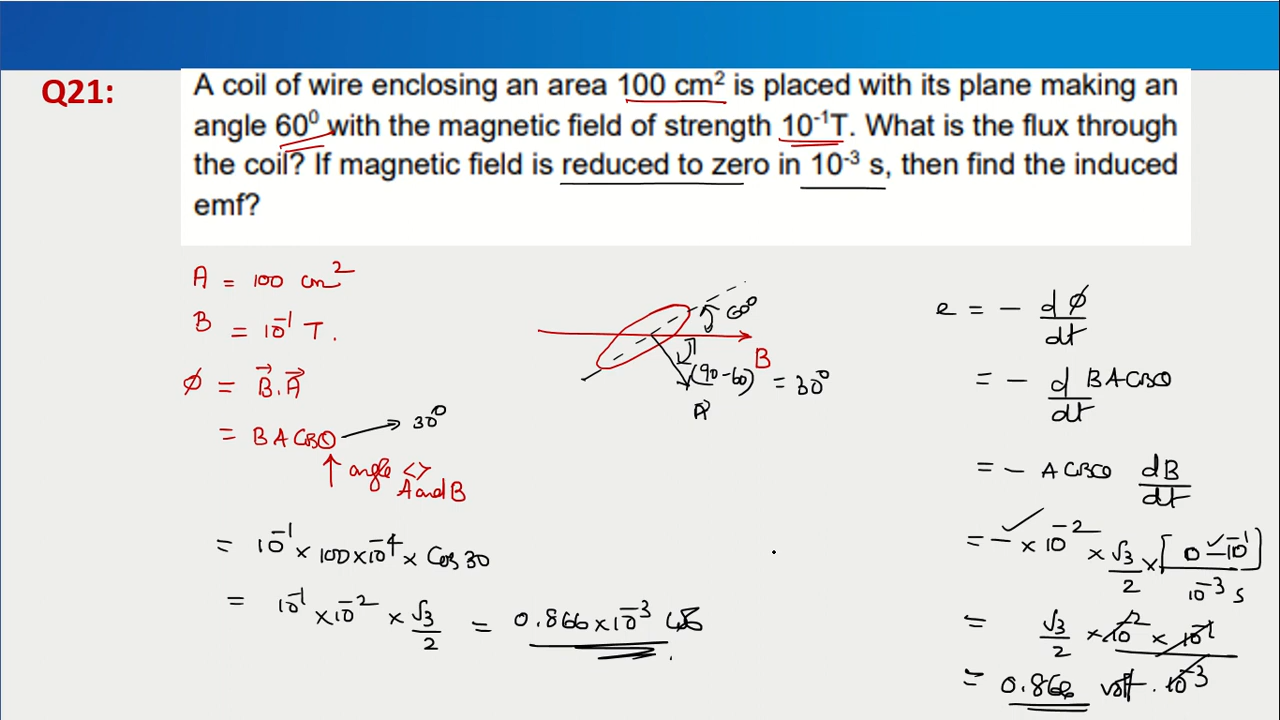 Q21:
A coil of wire enclosing an area 100 cm² is placed with its plane making an
angle 60⁰ with the magnetic field of strength 10⁻¹T. What is the flux through
the coil? If magnetic field is reduced to zero in 10⁻³ s, then find the induced
emf?
A = 100 cm²
B = 10⁻¹ T.
φ = B⃗.A⃗
= BA cosθ → 30⁰
↑ angle <> A and B
= 10⁻¹ × 100×10⁻⁴ × Cos 30
= 10⁻¹ × 10⁻² × √3/2 = 0.866×10⁻³ wb
60⁰
B
(90-60) = 30⁰
A⃗
e = - dφ/dt
= - d/dt BA cosθ
= - A cosθ dB/dt
= - × 10⁻² × √3/2 × [0 - 10⁻¹]/10⁻³ s
= √3/2 × 10⁻² × 10⁻¹
= 0.866 volt. 10⁻³